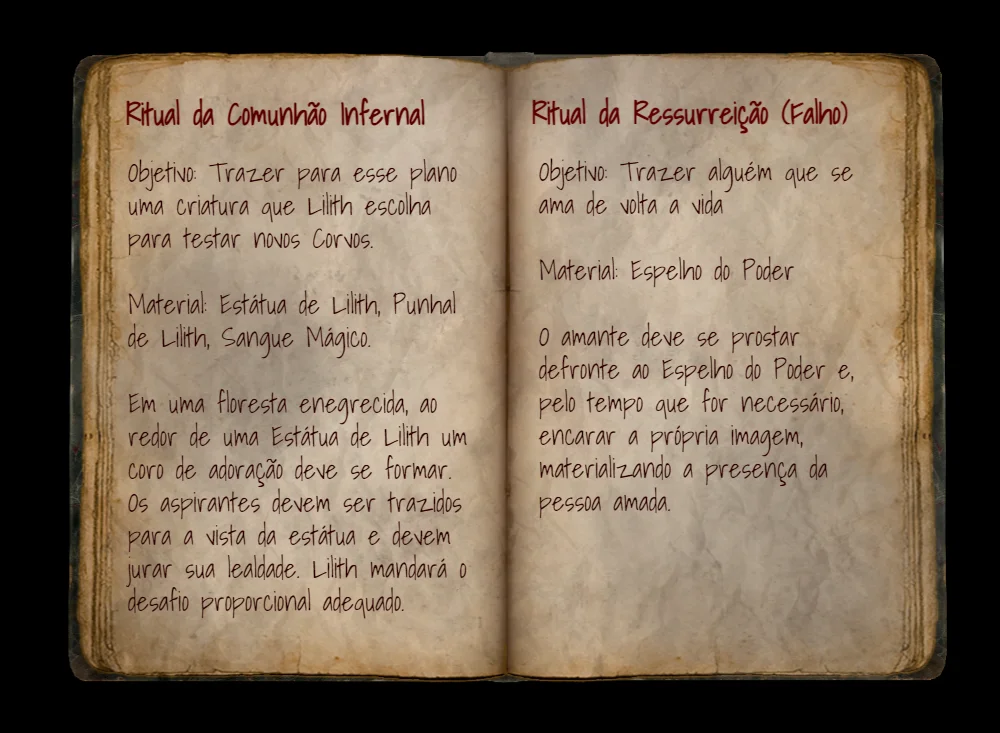 Ritual da Comunhão Infernal
Objetivo: Trazer para esse plano
uma criatura que Lilith escolha
para testar novos Corvos.
Material: Estátua de Lilith, Punhal
de Lilith, Sangue Mágico.
Em uma floresta enegrecida, ao
redor de uma Estátua de Lilith um
coro de adoração deve se formar.
Os aspirantes devem ser trazidos
para a vista da estátua e devem
jurar sua lealdade. Lilith mandará o
desafio proporcional adequado.
Ritual da Ressurreição (Falho)
Objetivo: Trazer alguém que se
ama de volta a vida
Material: Espelho do Poder
O amante deve se prostar
defronte ao Espelho do Poder e,
pelo tempo que for necessário,
encarar a própria imagem,
materializando a presença da
pessoa amada.